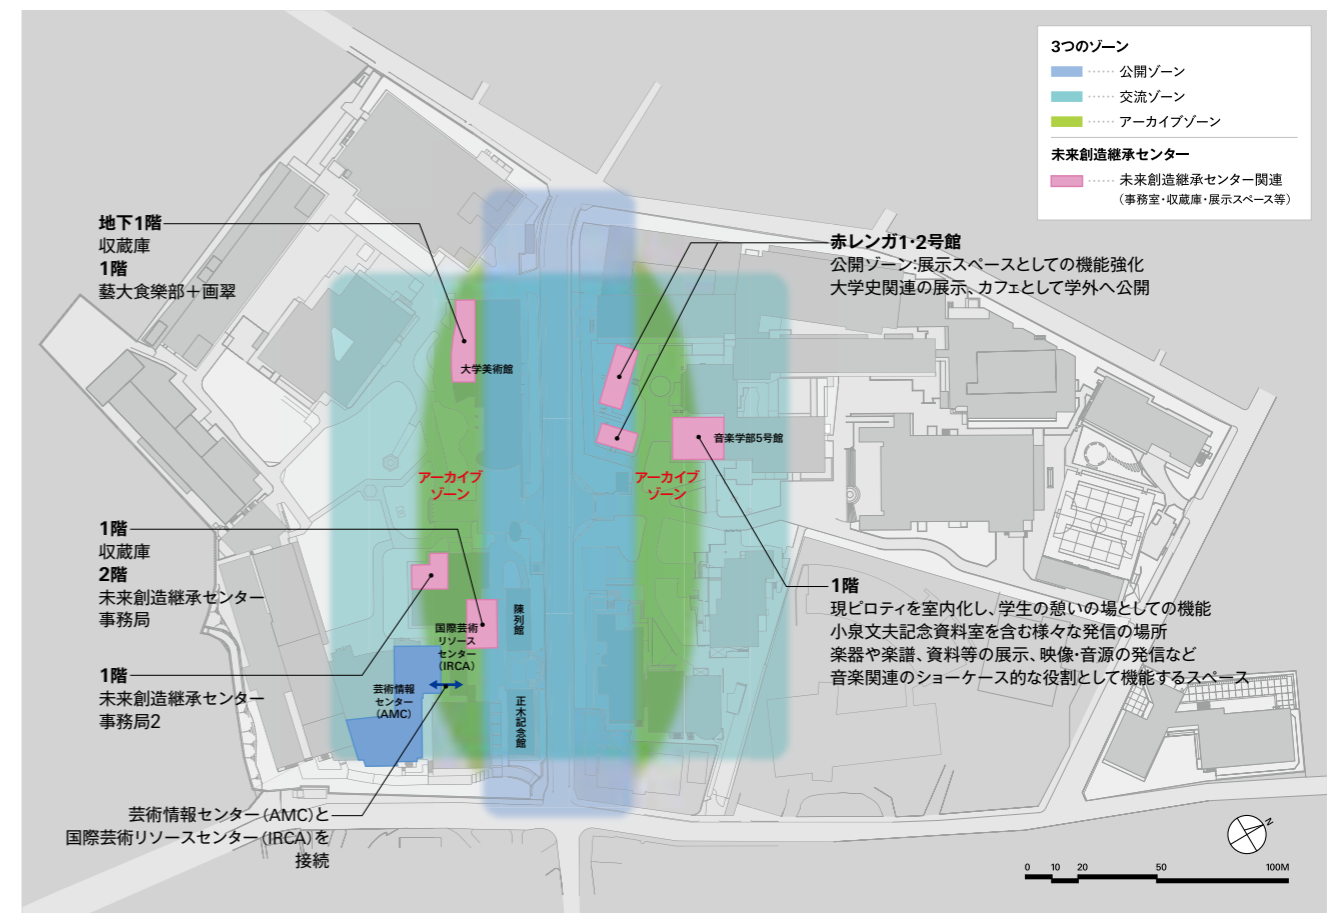 3つのゾーン
公開ゾーン
交流ゾーン
アーカイブゾーン
未来創造継承センター
未来創造継承センター関連
（事務室・収蔵庫・展示スペース等）
地下1階
収蔵庫
1階
藝大食樂部＋画翠
赤レンガ1・2号館
公開ゾーン:展示スペースとしての機能強化
大学史関連の展示、カフェとして学外へ公開
大学美術館
音楽学部5号館
アーカイブ
ゾーン
アーカイブ
ゾーン
1階
収蔵庫
2階
未来創造継承センター
事務局
1階
未来創造継承センター
事務局2
陳列館
国際芸術
リソース
センター
（IRCA）
芸術情報
センター
（AMC）
正木記念館
1階
現ピロティを室内化し、学生の憩いの場としての機能
小泉文夫記念資料室を含む様々な発信の場所
楽器や楽譜、資料等の展示、映像・音源の発信など
音楽関連のショーケース的な役割として機能するスペース
芸術情報センター（AMC）と
国際芸術リソースセンター（IRCA）を
接続
N
0 10 20 50 100M